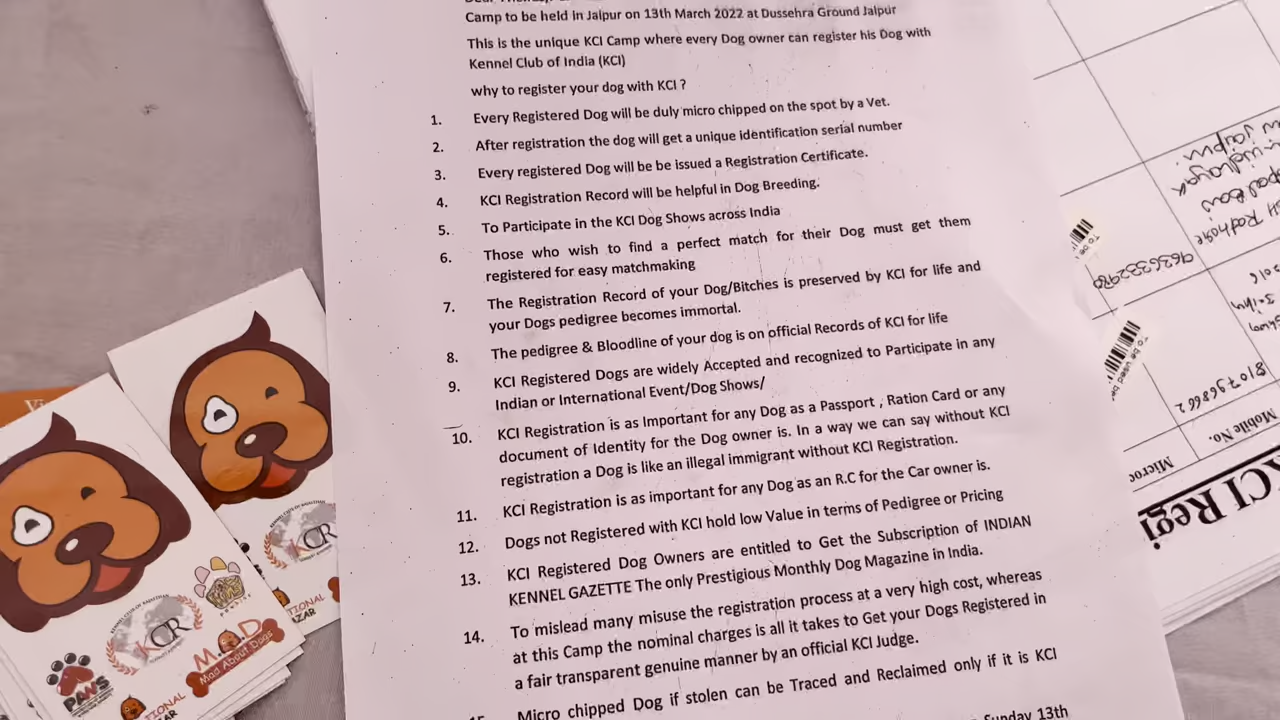 Camp to be held in Jaipur on 13th March 2022 at Dussehra Ground Jaipur
This is the unique KCI Camp where every Dog owner can register his Dog with
Kennel Club of India (KCI)
why to register your dog with KCI ?
1. Every Registered Dog will be duly micro chipped on the spot by a Vet.
2. After registration the dog will get a unique identification serial number
3. Every registered Dog will be be issued a Registration Certificate.
4. KCI Registration Record will be helpful in Dog Breeding.
5. To Participate in the KCI Dog Shows across India
6. Those who wish to find a perfect match for their Dog must get them
registered for easy matchmaking
7. The Registration Record of your Dog/Bitches is preserved by KCI for life and
your Dogs pedigree becomes immortal.
8. The pedigree & Bloodline of your dog is on official Records of KCI for life
9. KCI Registered Dogs are widely Accepted and recognized to Participate in any
Indian or International Event/Dog Shows/
10. KCI Registration is as Important for any Dog as a Passport , Ration Card or any
document of Identity for the Dog owner is. In a way we can say without KCI
registration a Dog is like an illegal immigrant without KCI Registration.
11. KCI Registration is as important for any Dog as an R.C for the Car owner is.
12. Dogs not Registered with KCI hold low Value in terms of Pedigree or Pricing
13. KCI Registered Dog Owners are entitled to Get the Subscription of INDIAN
KENNEL GAZETTE The only Prestigious Monthly Dog Magazine in India.
14. To mislead many misuse the registration process at a very high cost, whereas
at this Camp the nominal charges is all it takes to Get your Dogs Registered in
a fair transparent genuine manner by an official KCI Judge.
Micro chipped Dog if stolen can be Traced and Reclaimed only if it is KCI
Sunday 13th
KCR
KENNEL CLUB OF RAJASTHAN
KCR
M.A.D
Mad About Dogs
PAWS
KCI Regi
Mobile No.
Microc
8107968662
9636332980
To be used
Jaipur